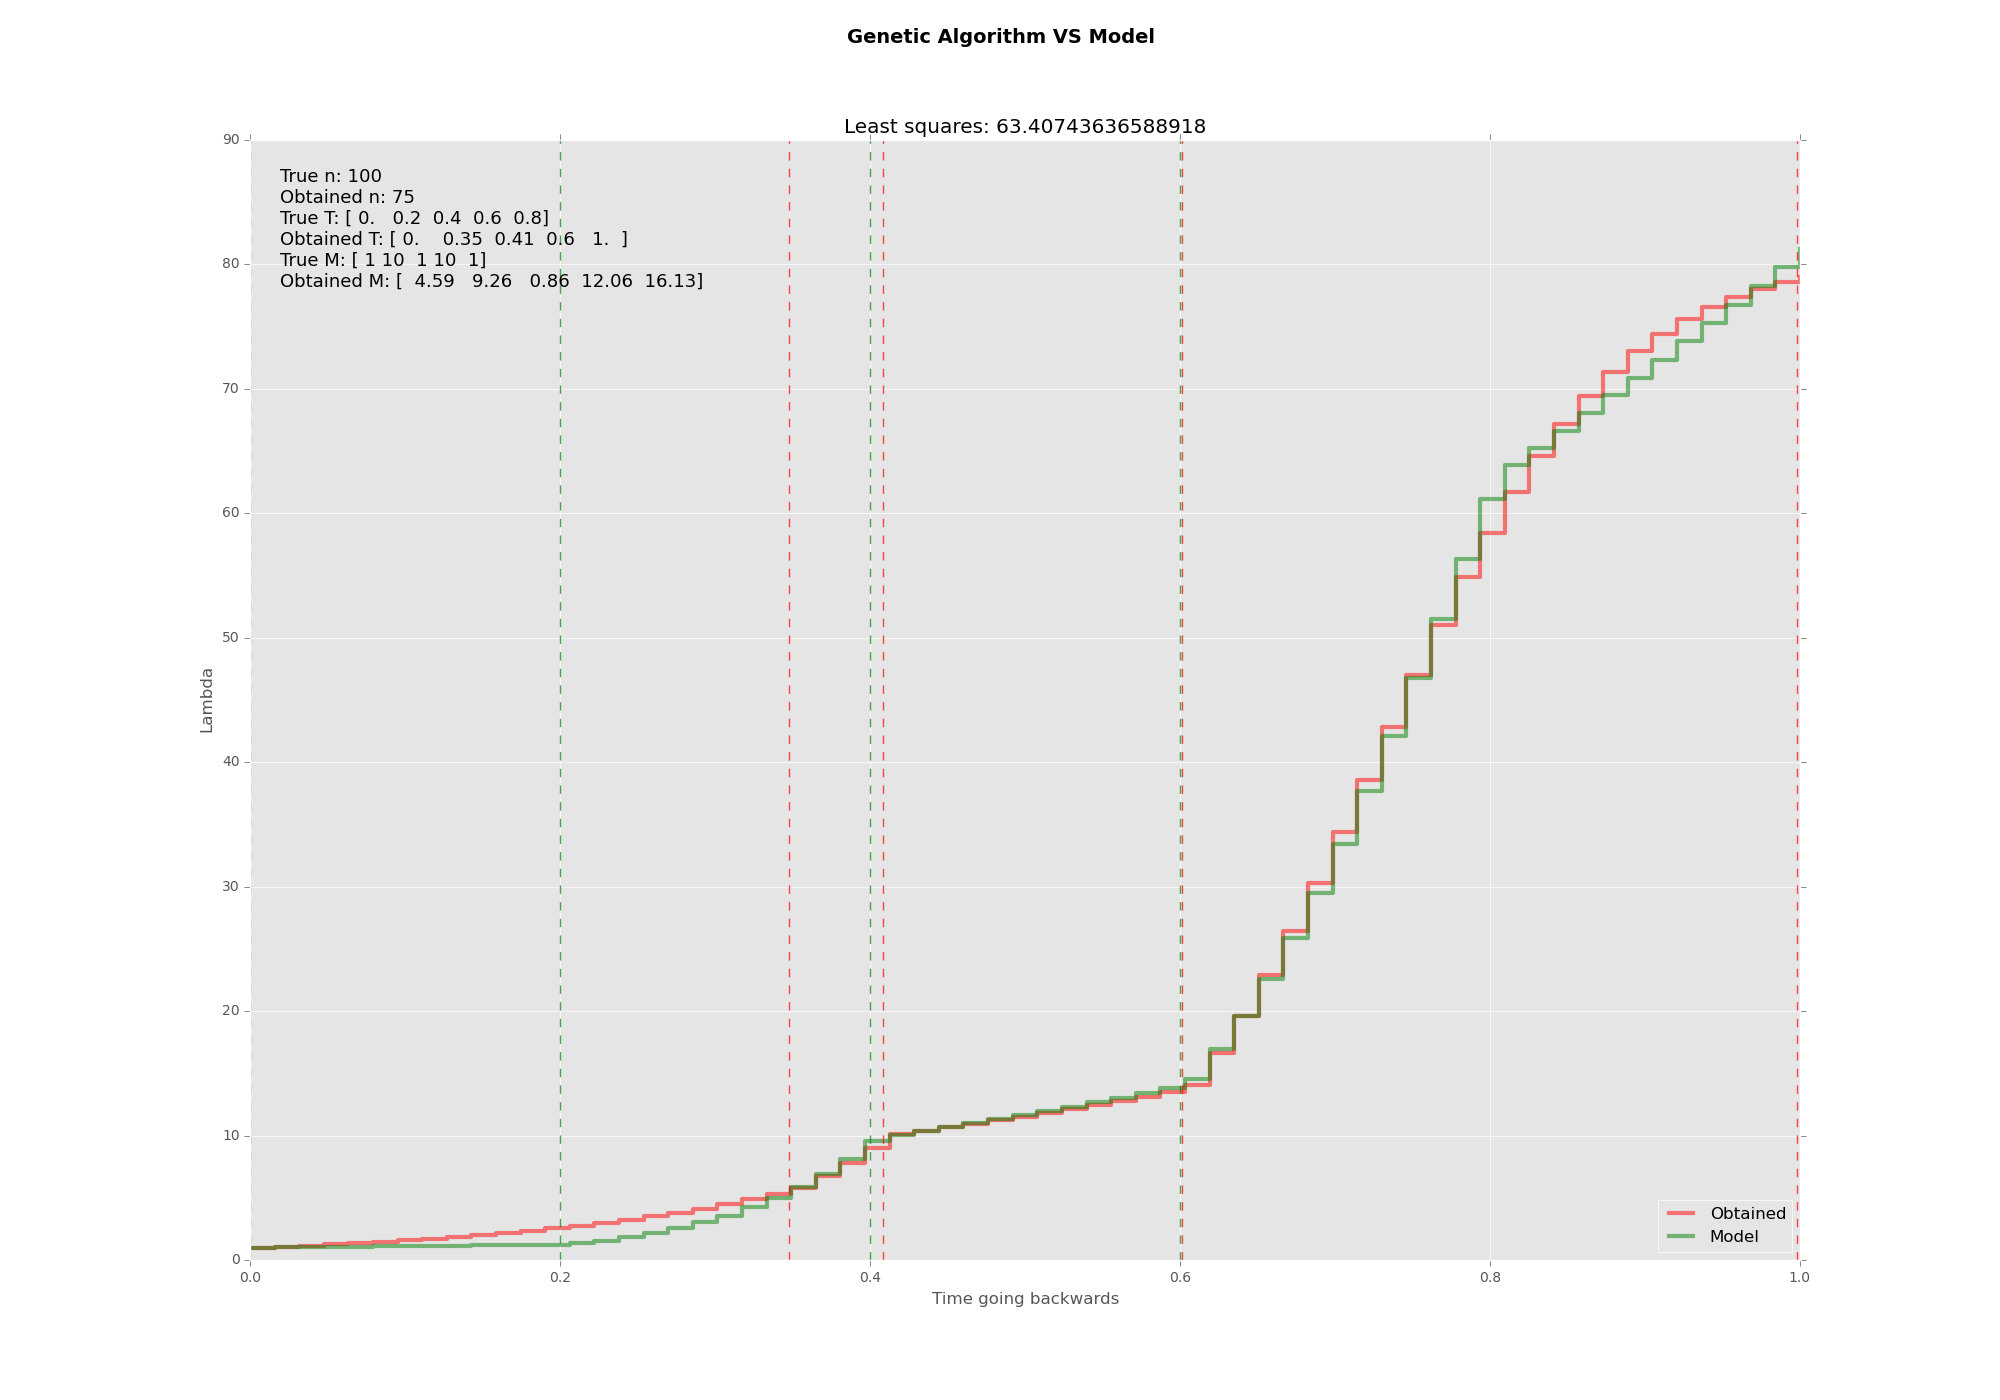 Genetic Algorithm VS Model
Least squares: 63.40743636588918
90
80
70
60
50
40
30
20
10
0
Lambda
True n: 100
Obtained n: 75
True T: [ 0.   0.2  0.4  0.6  0.8]
Obtained T: [ 0.    0.35  0.41  0.6   1.  ]
True M: [ 1 10  1 10  1]
Obtained M: [  4.59   9.26   0.86  12.06  16.13]
Obtained
Model
0.0 0.2 0.4 0.6 0.8 1.0
Time going backwards